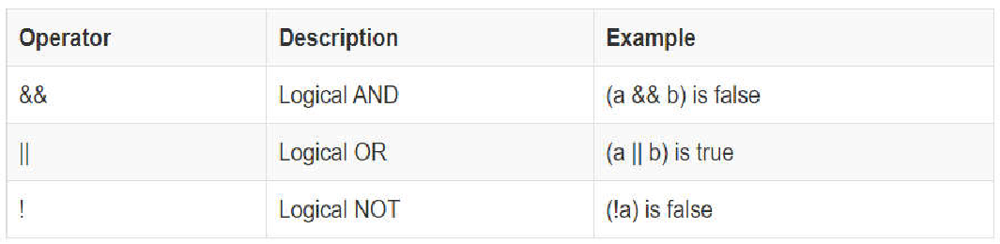 Operator Description Example
&& Logical AND (a && b) is false
|| Logical OR (a || b) is true
! Logical NOT (!a) is false